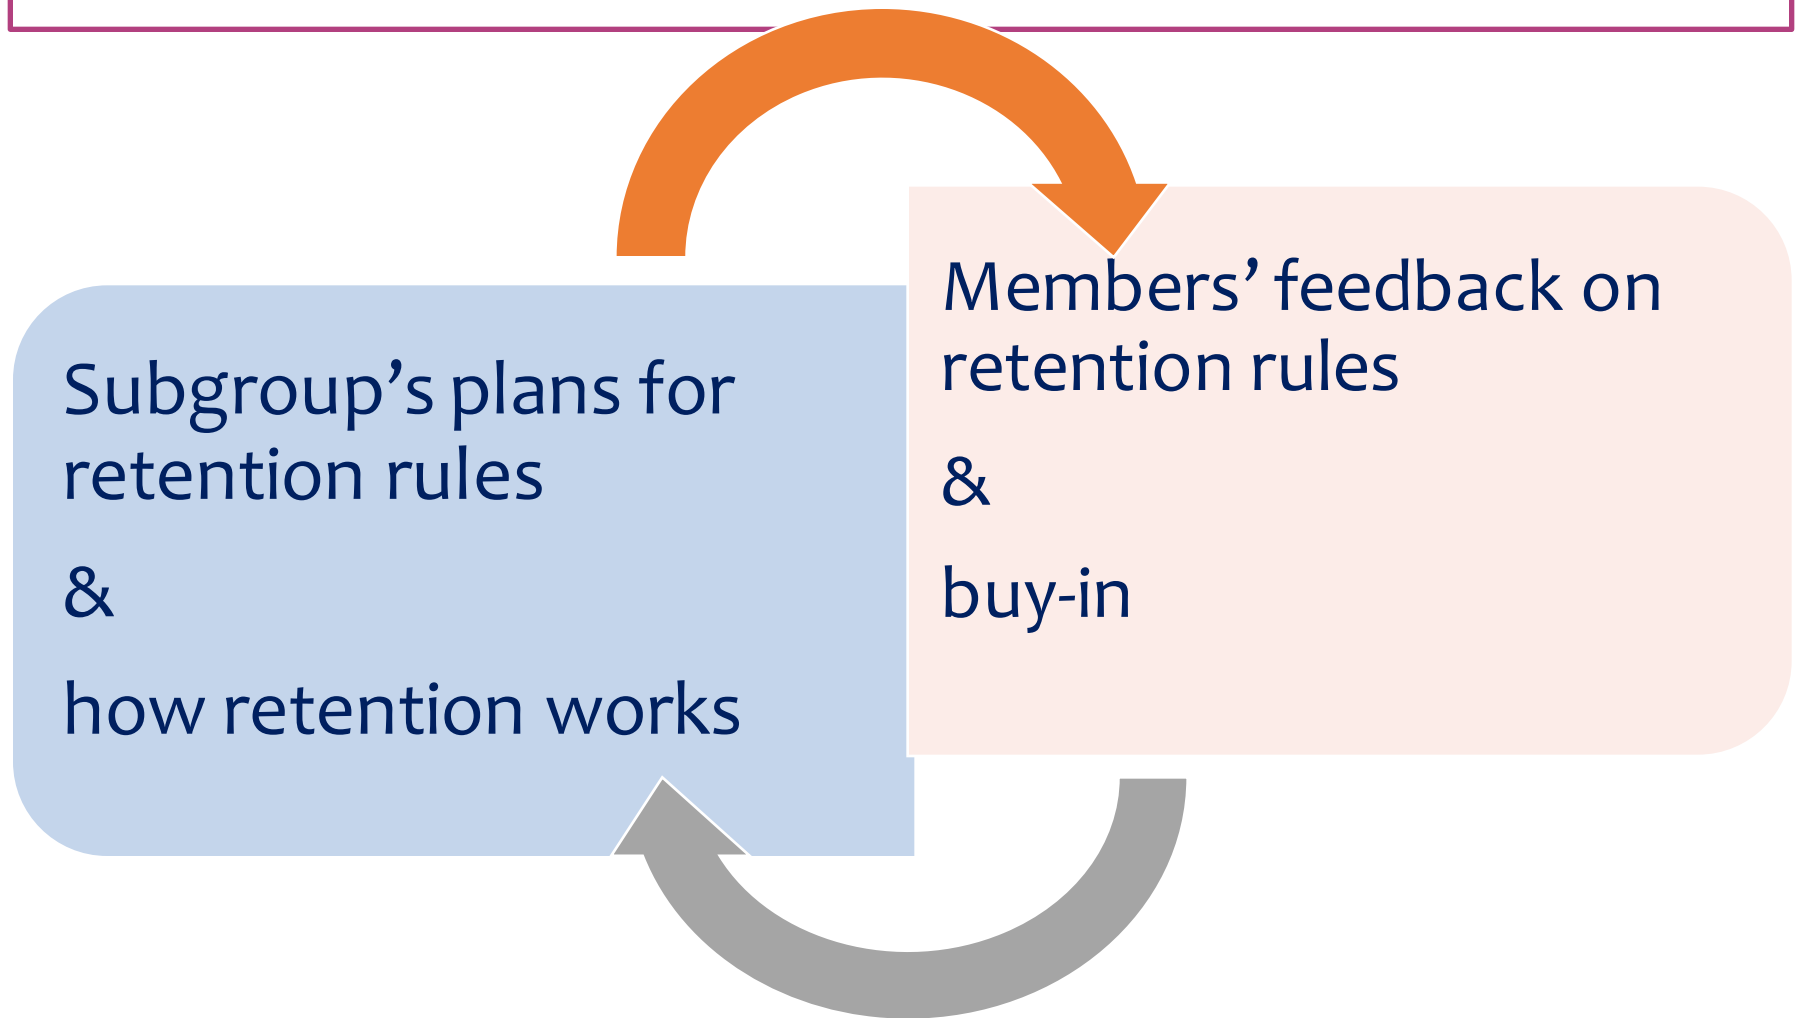 Subgroup’s plans for
retention rules
&
how retention works
Members’ feedback on
retention rules
&
buy-in